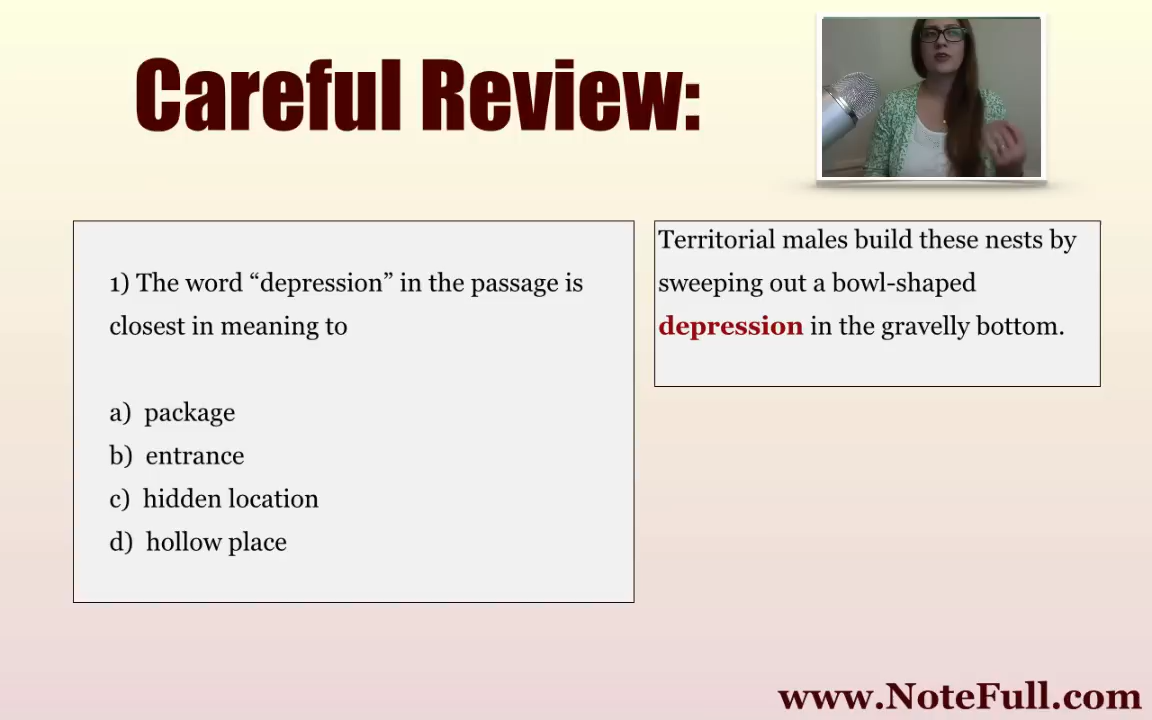 Careful Review:
1) The word “depression” in the passage is
closest in meaning to
a) package
b) entrance
c) hidden location
d) hollow place
Territorial males build these nests by
sweeping out a bowl-shaped
depression in the gravelly bottom.
www.NoteFull.com